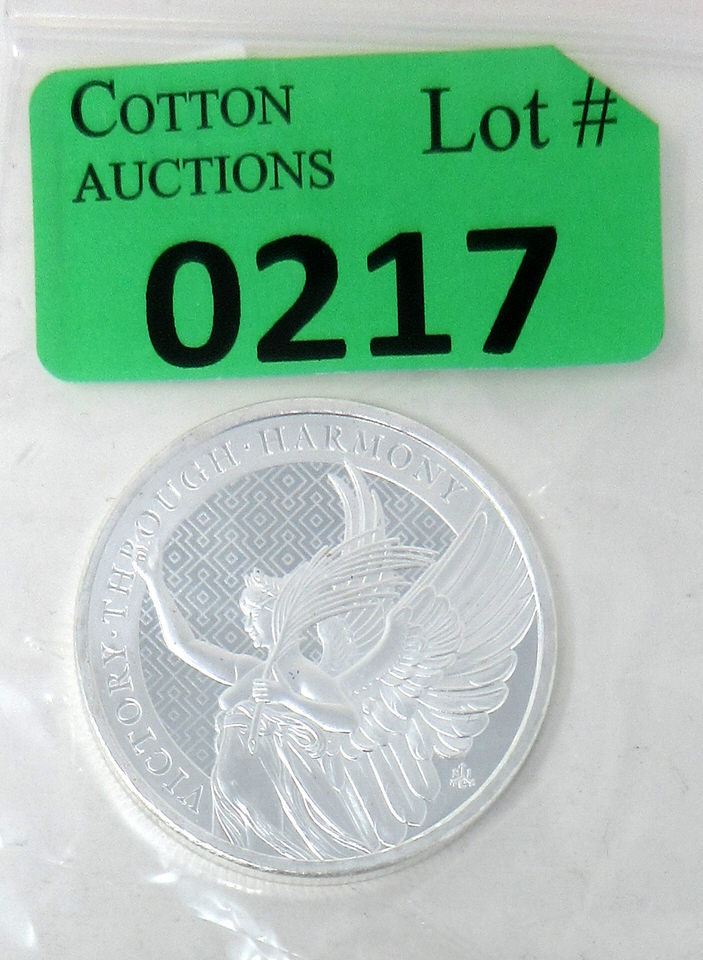 COTTON
AUCTIONS
Lot #
0217
VICTORY · THROUGH · HARMONY